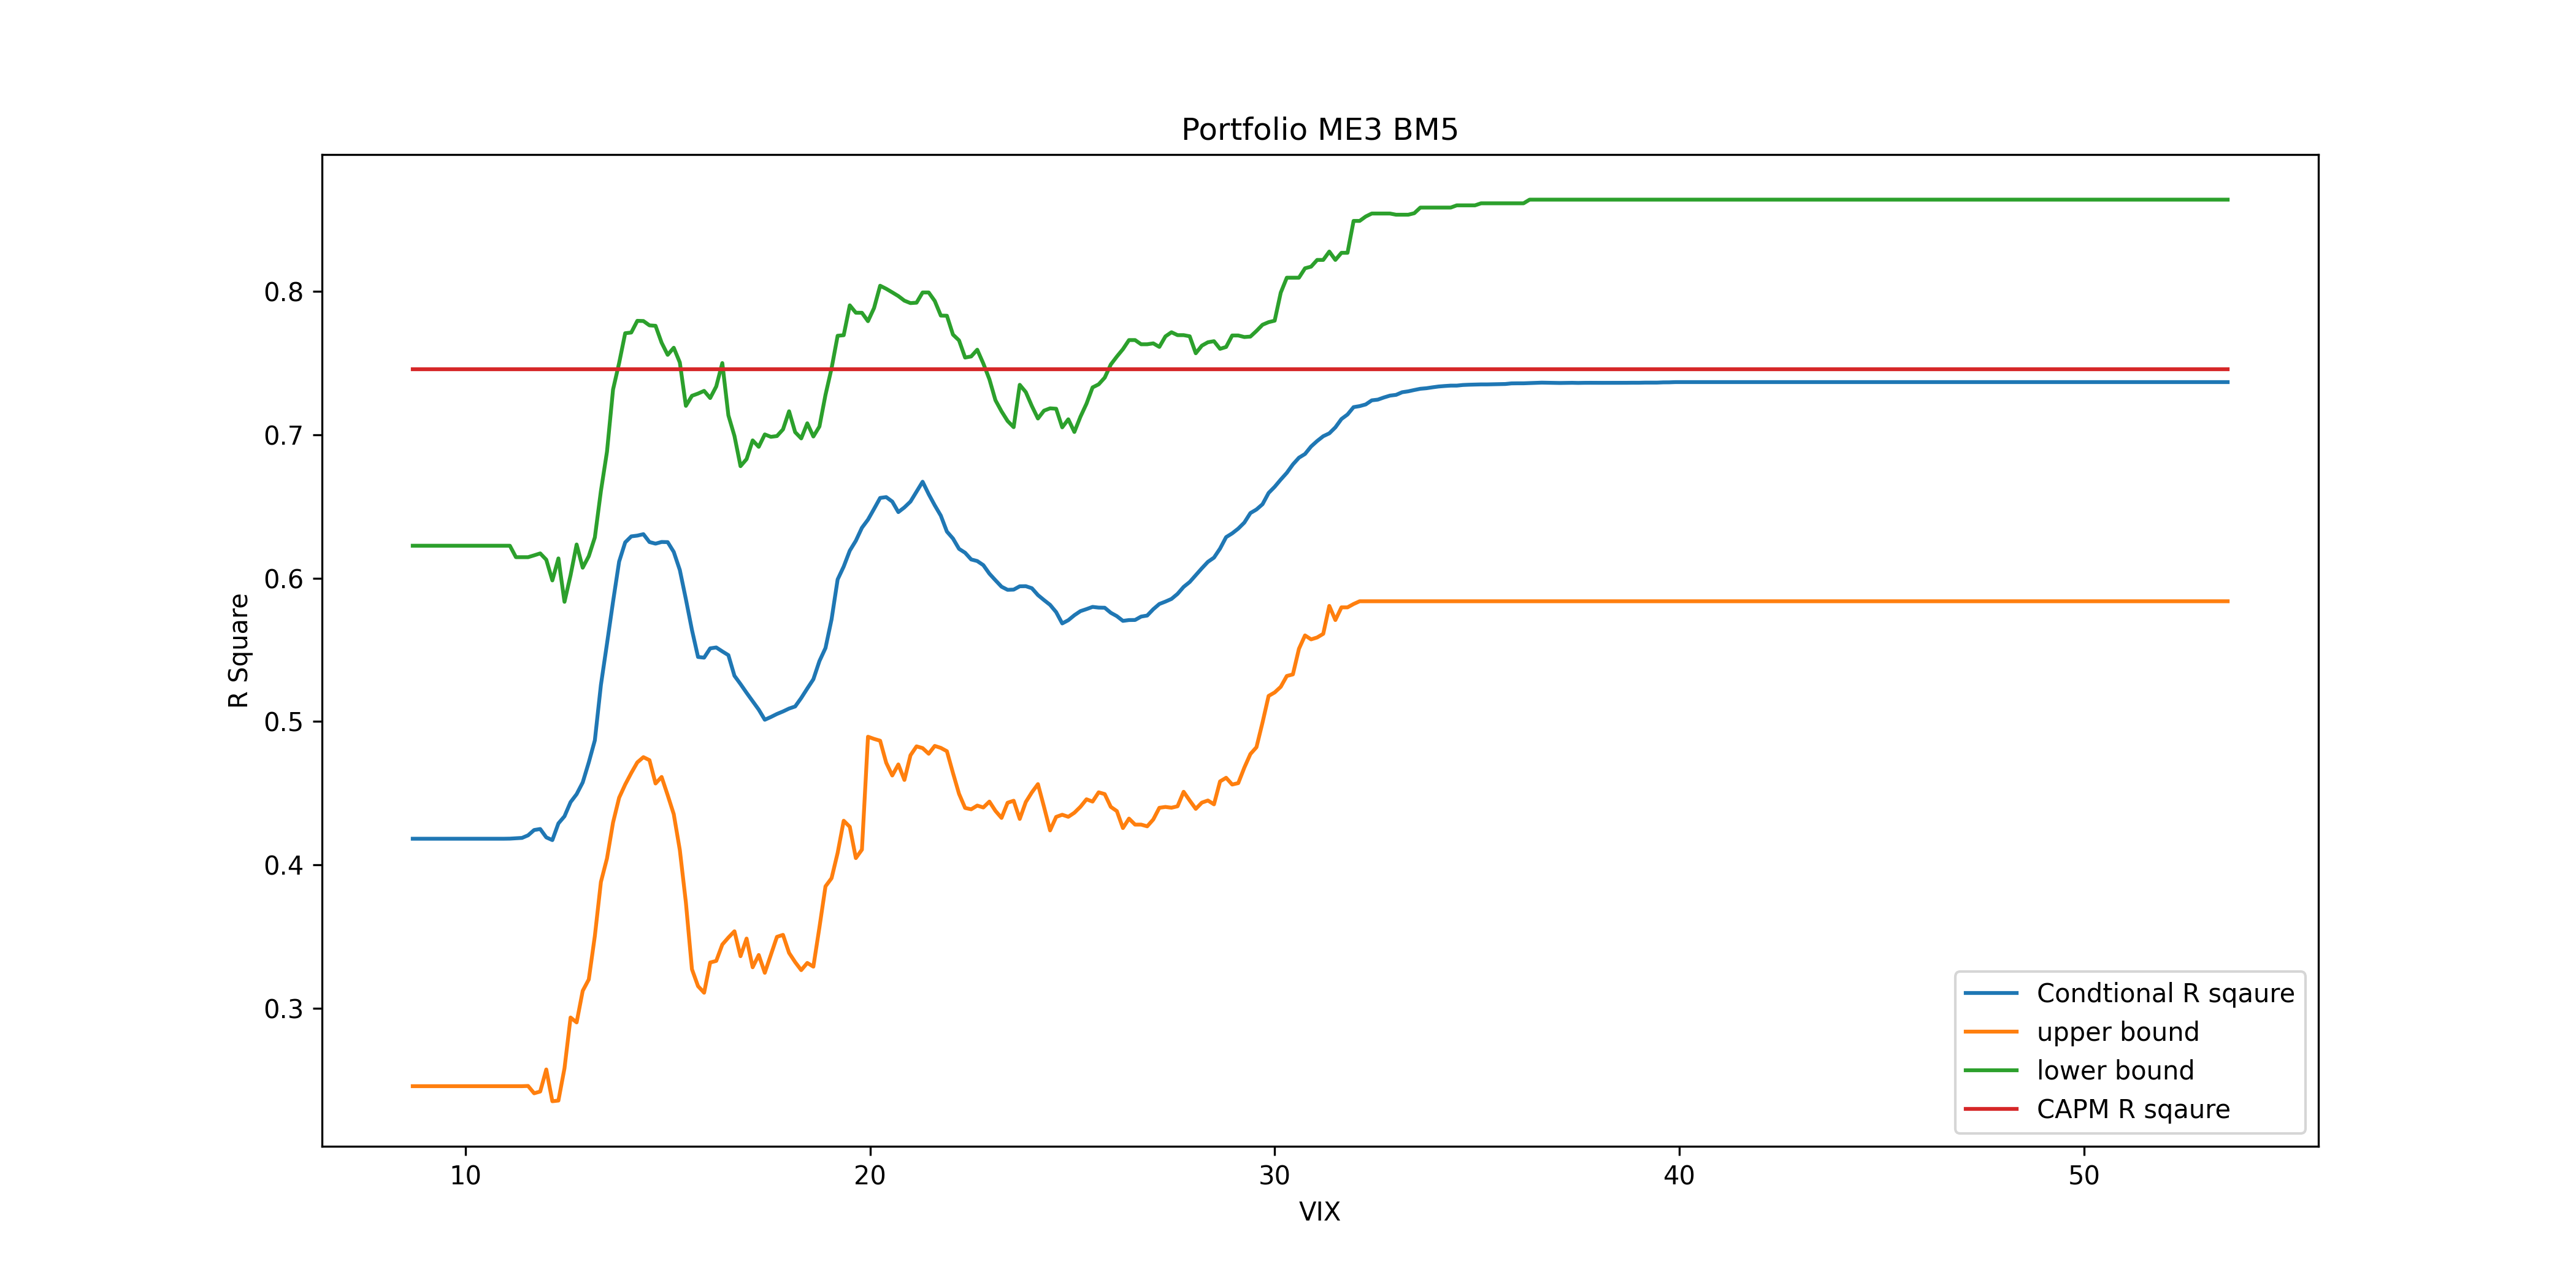 Portfolio ME3 BM5
R Square
0.8
0.7
0.6
0.5
0.4
0.3
10 20 30 40 50
VIX
Condtional R sqaure
upper bound
lower bound
CAPM R sqaure